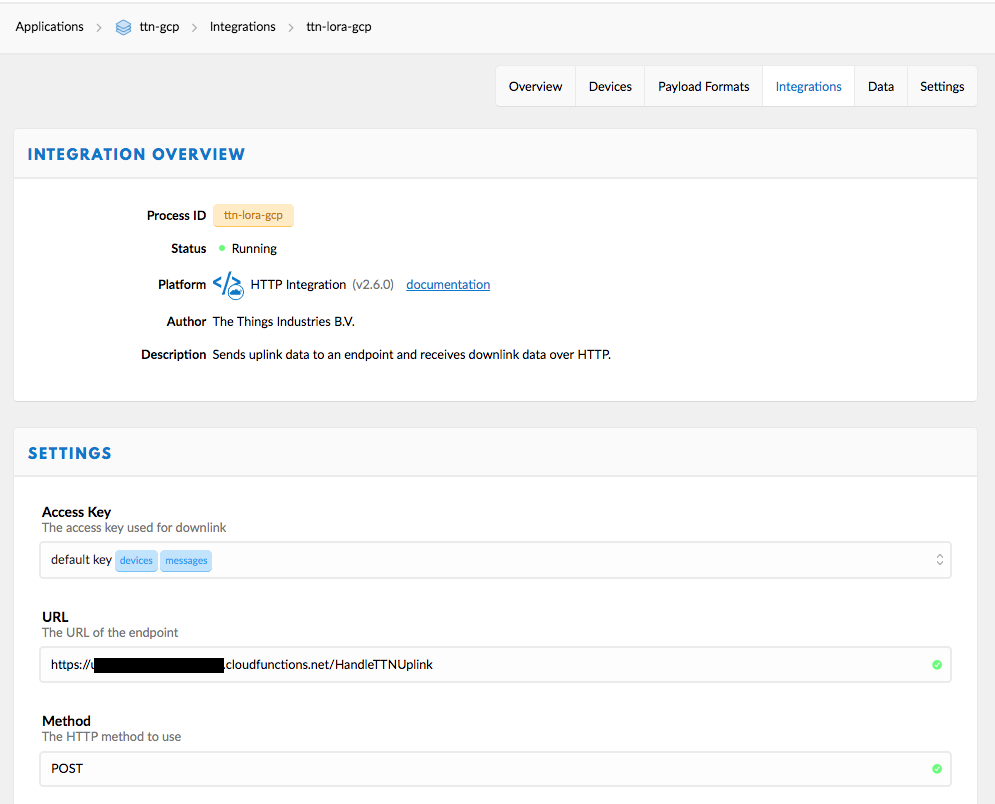 Applications > ttn-gcp > Integrations > ttn-lora-gcp
Overview Devices Payload Formats Integrations Data Settings
INTEGRATION OVERVIEW
Process ID ttn-lora-gcp
Status Running
Platform </> HTTP Integration (v2.6.0) documentation
Author The Things Industries B.V.
Description Sends uplink data to an endpoint and receives downlink data over HTTP.
SETTINGS
Access Key
The access key used for downlink
default key devices messages
URL
The URL of the endpoint
https:// .cloudfunctions.net/HandleTTNUplink
Method
The HTTP method to use
POST